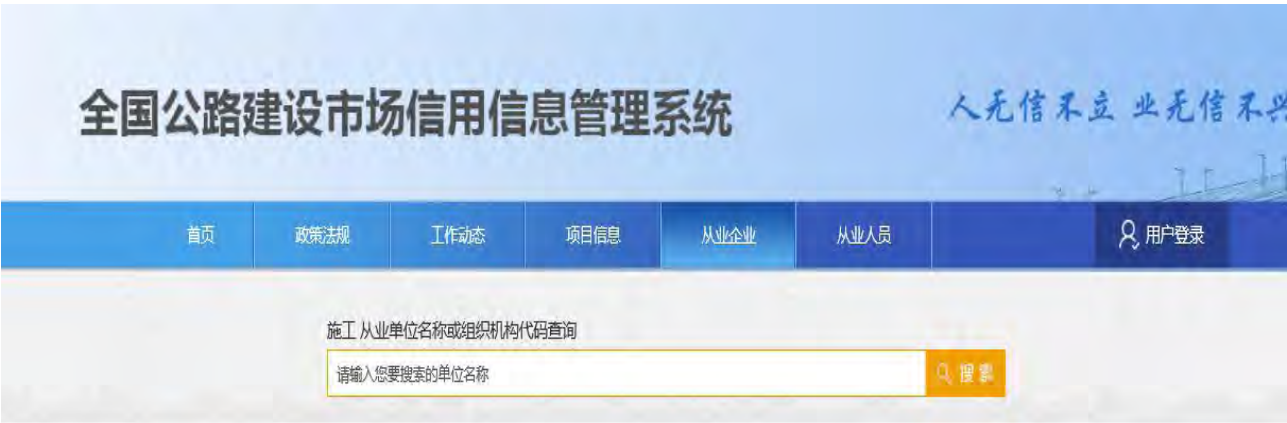 全国公路建设市场信用信息管理系统
人无信不立 业无信不兴
首页 政策法规 工作动态 项目信息 从业企业 从业人员 用户登录
施工 从业单位名称或组织机构代码查询
请输入您要搜索的单位名称 搜索